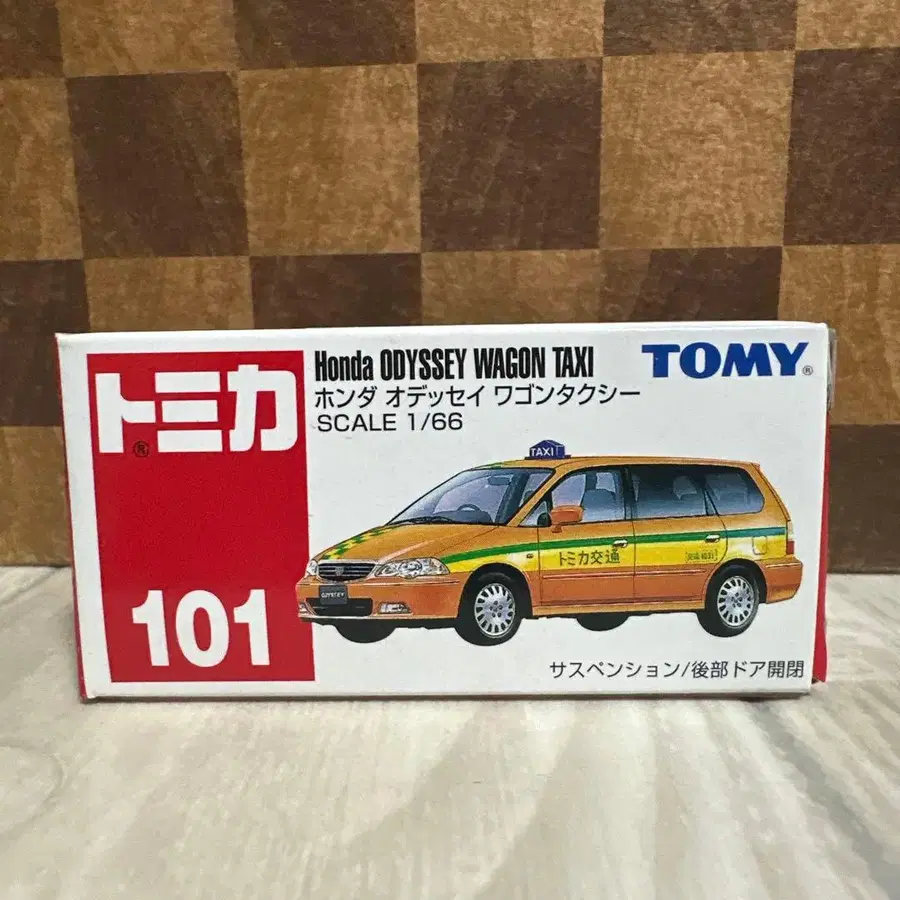 トミカ®
101
Honda ODYSSEY WAGON TAXI
ホンダ オデッセイ ワゴンタクシー
SCALE 1/66
TOMY®
TAXI
トミカ交通
ODYSSEY
サスペンション/後部ドア開閉